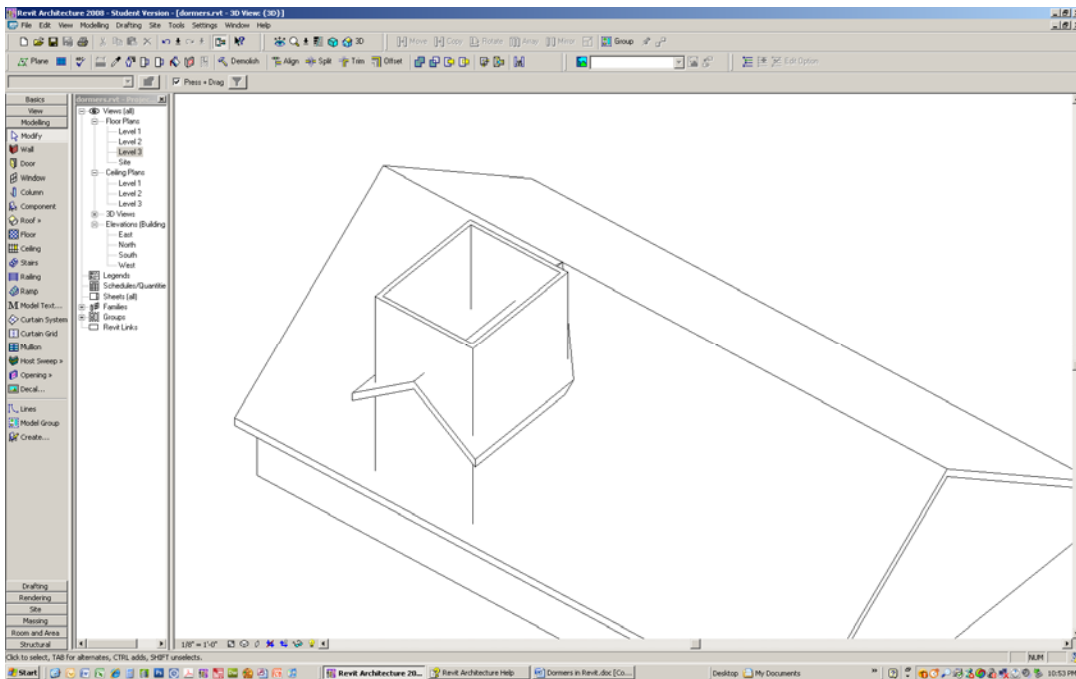 Revit Architecture 2008 - Student Version - [dormers.rvt - 3D View: {3D}]
File Edit View Modelling Drafting Site Tools Settings Window Help
3D Move Copy Rotate Array Mirror Group
Plane Demolish Align Split Trim Offset Edit Option
Press + Drag
Basics
View
Modelling
Modify
Wall
Door
Window
Column
Component
Roof »
Floor
Ceiling
Stairs
Railing
Ramp
Model Text...
Curtain System
Curtain Grid
Mullion
Host Sweep »
Opening »
Decal...
Lines
Model Group
Create...
Drafting
Rendering
Site
Massing
Room and Area
Structural
dormers.rvt - Projec
Views (all)
Floor Plans
Level 1
Level 2
Level 3
Site
Ceiling Plans
Level 1
Level 2
Level 3
3D Views
Elevations (Building
East
North
South
West
Legends
Schedules/Quantitie
Sheets (all)
Families
Groups
Revit Links
1/8" = 1'-0"
Click to select, TAB for alternates, CTRL adds, SHIFT unselects.
NUM
Start Revit Architecture 20... Revit Architecture Help Dormers in Revit.doc [Co... Desktop My Documents » 10:53 PM